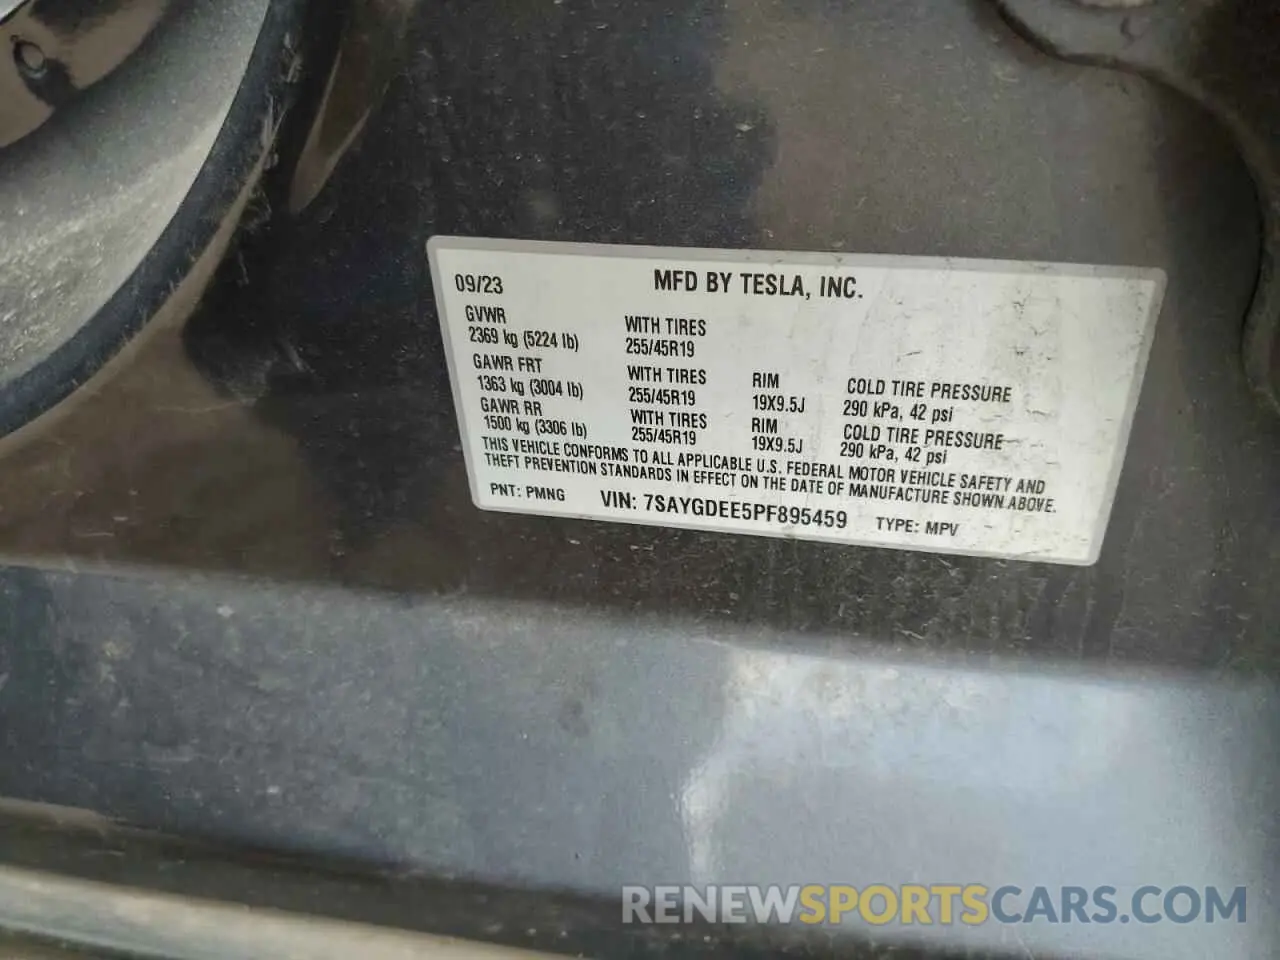 09/23 MFD BY TESLA, INC.
GVWR
2369 kg (5224 lb) WITH TIRES
255/45R19
GAWR FRT
1363 kg (3004 lb) WITH TIRES RIM COLD TIRE PRESSURE
255/45R19 19X9.5J 290 kPa, 42 psi
GAWR RR
1500 kg (3306 lb) WITH TIRES RIM COLD TIRE PRESSURE
255/45R19 19X9.5J 290 kPa, 42 psi
THIS VEHICLE CONFORMS TO ALL APPLICABLE U.S. FEDERAL MOTOR VEHICLE SAFETY AND
THEFT PREVENTION STANDARDS IN EFFECT ON THE DATE OF MANUFACTURE SHOWN ABOVE.
PNT: PMNG VIN: 7SAYGDEE5PF895459 TYPE: MPV
RENEWSPORTSCARS.COM